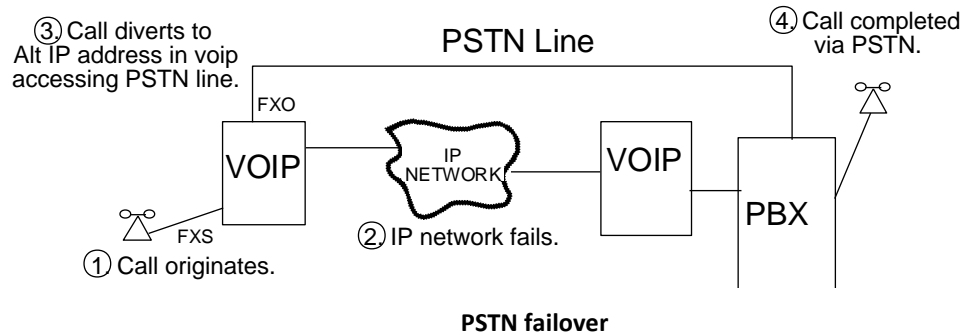 ③ Call diverts to
Alt IP address in voip
accessing PSTN line.
PSTN Line
④ Call completed
via PSTN.
FXO
VOIP
IP
NETWORK
VOIP
PBX
FXS
① Call originates.
② IP network fails.
PSTN failover